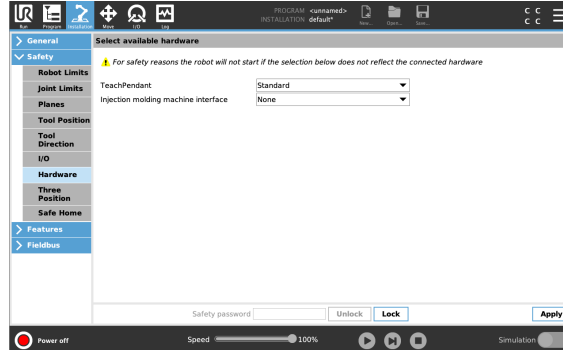 PROGRAM <unnamed>
INSTALLATION default*
UR
Run
Program
Installation
Move
I/O
Log
New...
Open...
Save...
C C
C C
General
Select available hardware
Safety
For safety reasons the robot will not start if the selection below does not reflect the connected hardware
Robot Limits
TeachPendant Standard
Joint Limits
Injection molding machine interface None
Planes
Tool Position
Tool
Direction
I/O
Hardware
Three
Position
Safe Home
Features
Fieldbus
Safety password Unlock Lock Apply
Power off Speed 100% Simulation